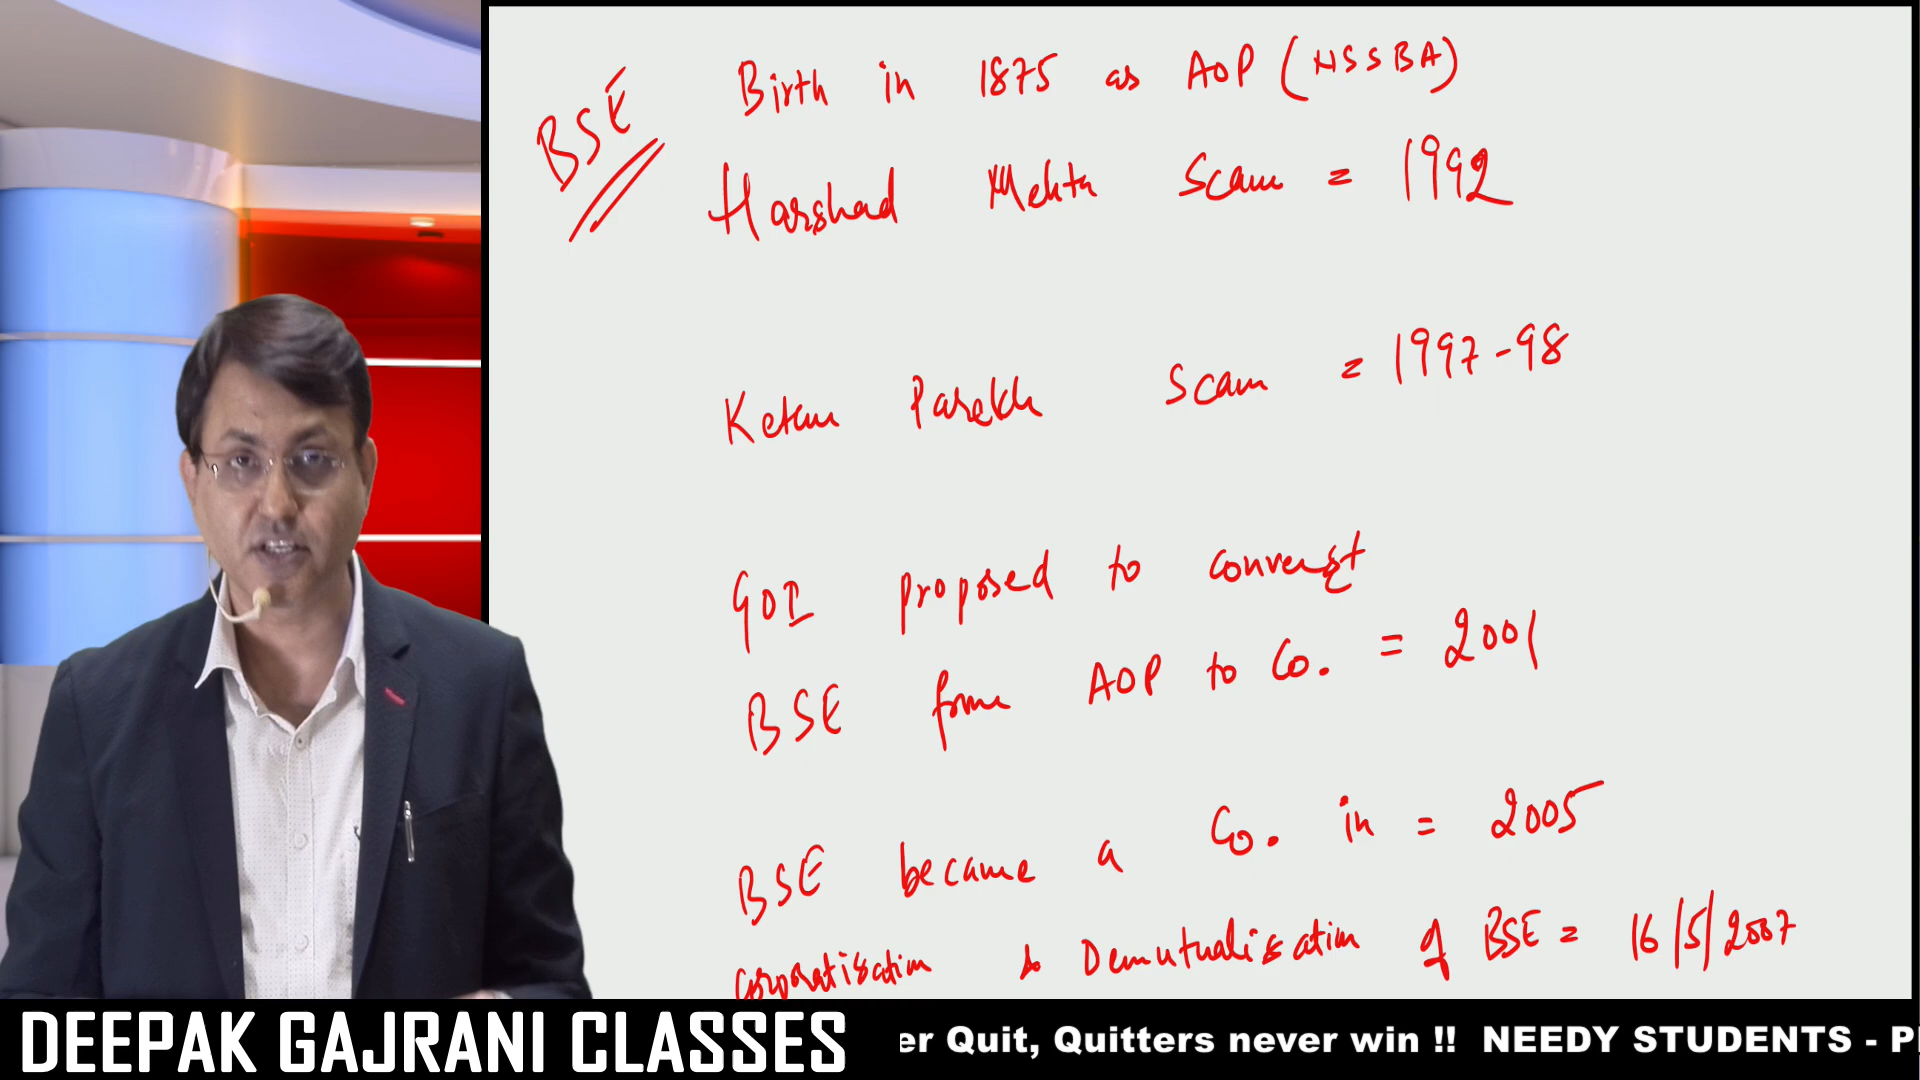 BSE
Birth in 1875 as AOP (NSSBA)
Harshad Mehta Scam = 1992
Ketan Parekh Scam = 1997-98
GOI proposed to convert
BSE from AOP to Co. = 2001
BSE became a Co. in = 2005
Corporatisation & Demutualisation of BSE = 16/5/2007
DEEPAK GAJRANI CLASSES
er Quit, Quitters never win !! NEEDY STUDENTS - P